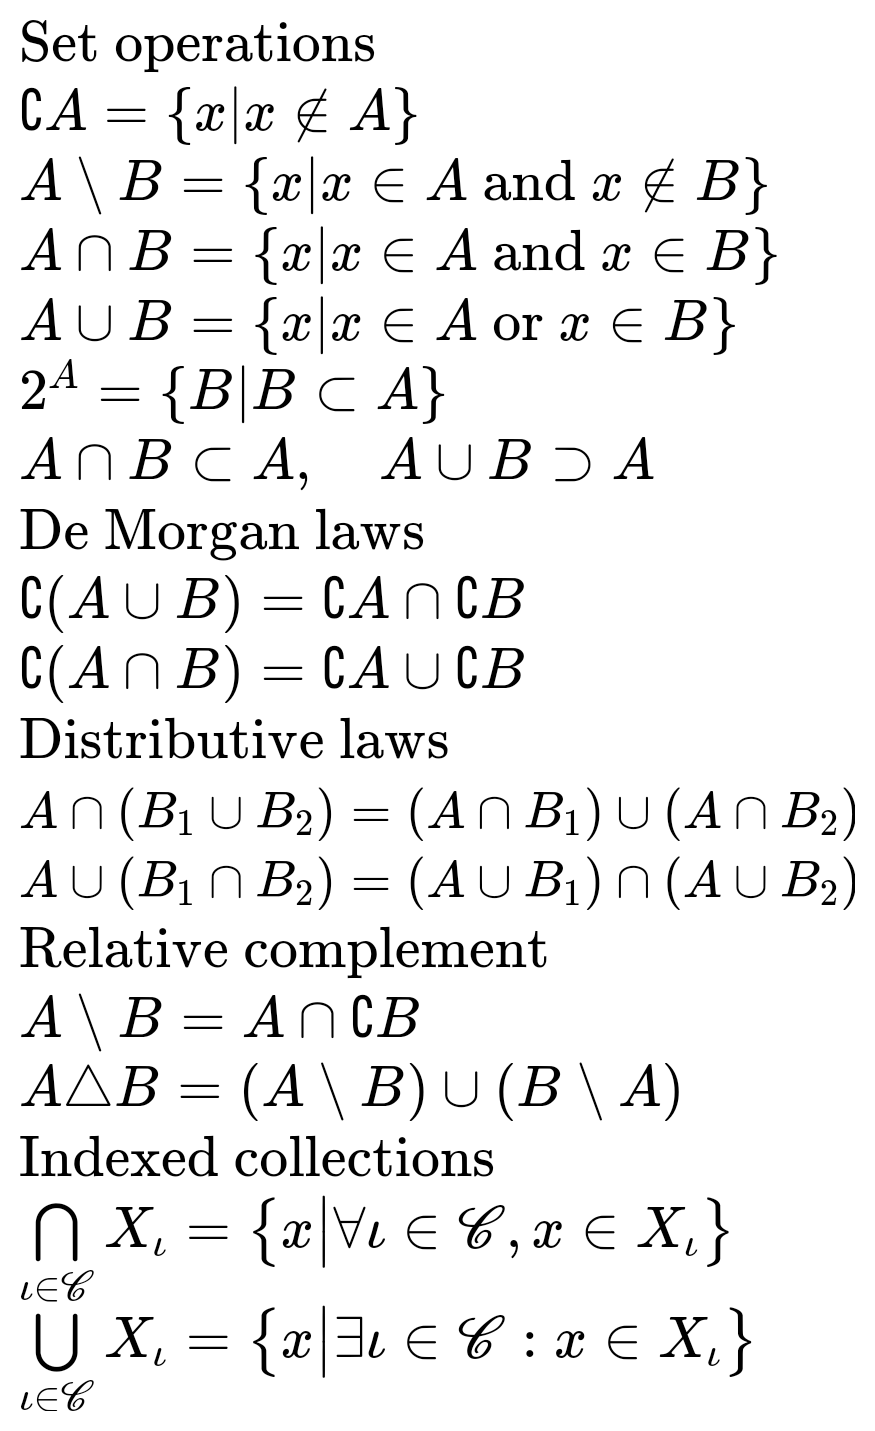 Set operations
∁A = {x|x ∉ A}
A \ B = {x|x ∈ A and x ∉ B}
A ∩ B = {x|x ∈ A and x ∈ B}
A ∪ B = {x|x ∈ A or x ∈ B}
2^A = {B|B ⊂ A}
A ∩ B ⊂ A, A ∪ B ⊃ A
De Morgan laws
∁(A ∪ B) = ∁A ∩ ∁B
∁(A ∩ B) = ∁A ∪ ∁B
Distributive laws
A ∩ (B₁ ∪ B₂) = (A ∩ B₁) ∪ (A ∩ B₂)
A ∪ (B₁ ∩ B₂) = (A ∪ B₁) ∩ (A ∪ B₂)
Relative complement
A \ B = A ∩ ∁B
A△B = (A \ B) ∪ (B \ A)
Indexed collections
⋂_{ι∈𝒞} X_ι = {x|∀ι ∈ 𝒞, x ∈ X_ι}
⋃_{ι∈𝒞} X_ι = {x|∃ι ∈ 𝒞 : x ∈ X_ι}